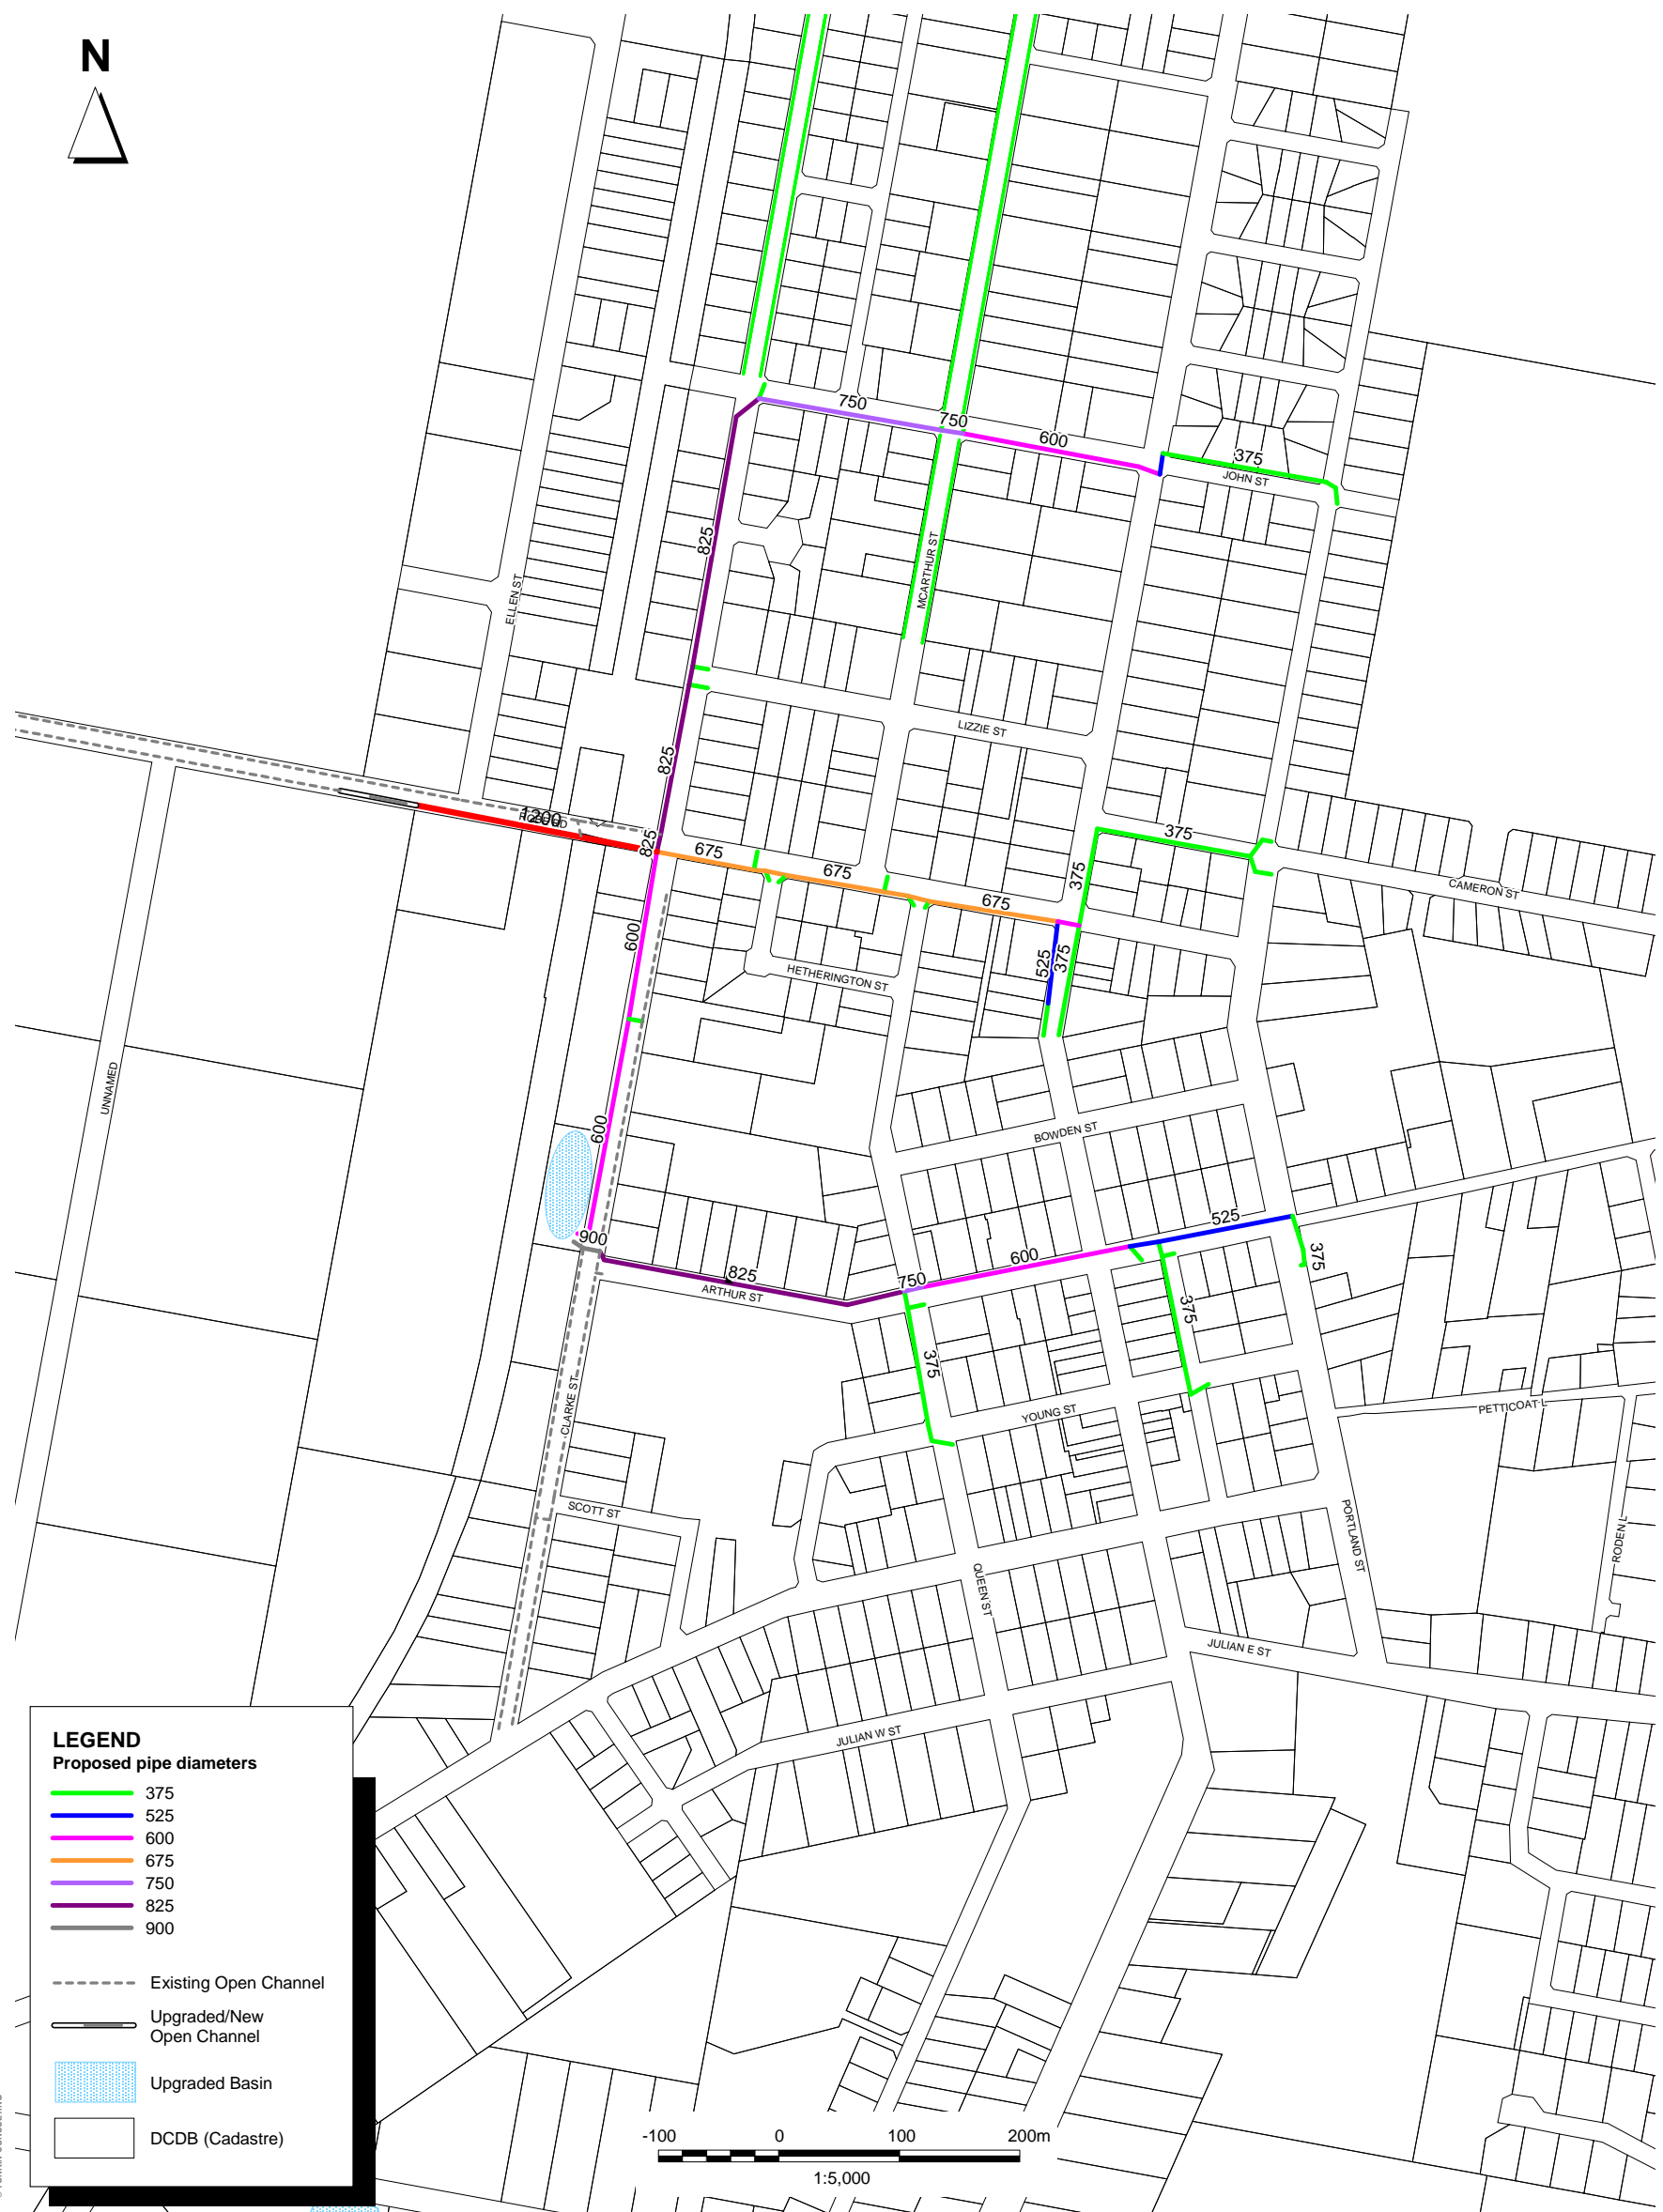 N
750
750
600
375
JOHN ST
825
MCARTHUR ST
ELLEN ST
LIZZIE ST
825
1200
825
675
675
675
375
375
CAMERON ST
600
525
375
HETHERINGTON ST
UNNAMED
600
BOWDEN ST
900
825
ARTHUR ST
750
600
525
375
375
375
CLARKE ST
YOUNG ST
PETTICOAT L
SCOTT ST
QUEEN ST
PORTLAND ST
RODEN L
JULIAN E ST
JULIAN W ST
LEGEND
Proposed pipe diameters
375
525
600
675
750
825
900
Existing Open Channel
Upgraded/New
Open Channel
Upgraded Basin
DCDB (Cadastre)
-100 0 100 200m
1:5,000